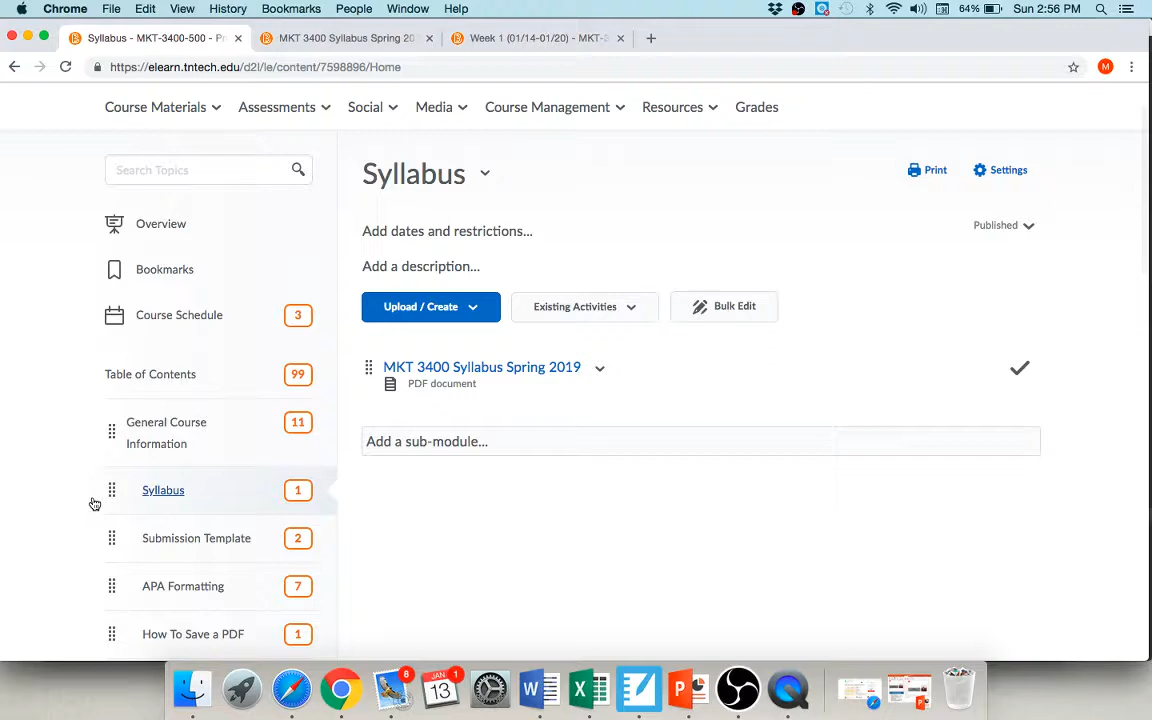 Chrome File Edit View History Bookmarks People Window Help 64% Sun 2:56 PM
Syllabus - MKT-3400-500 - Pr
MKT 3400 Syllabus Spring 20
Week 1 (01/14-01/20) - MKT-3
https://elearn.tntech.edu/d2l/le/content/7598896/Home
M
Course Materials Assessments Social Media Course Management Resources Grades
Search Topics
Syllabus
Print Settings
Overview
Add dates and restrictions...
Published
Bookmarks
Add a description...
Course Schedule 3
Upload / Create Existing Activities Bulk Edit
Table of Contents 99
MKT 3400 Syllabus Spring 2019
PDF document
General Course
Information
11
Add a sub-module...
Syllabus 1
Submission Template 2
APA Formatting 7
How To Save a PDF 1
6
JAN 1
13
W X P